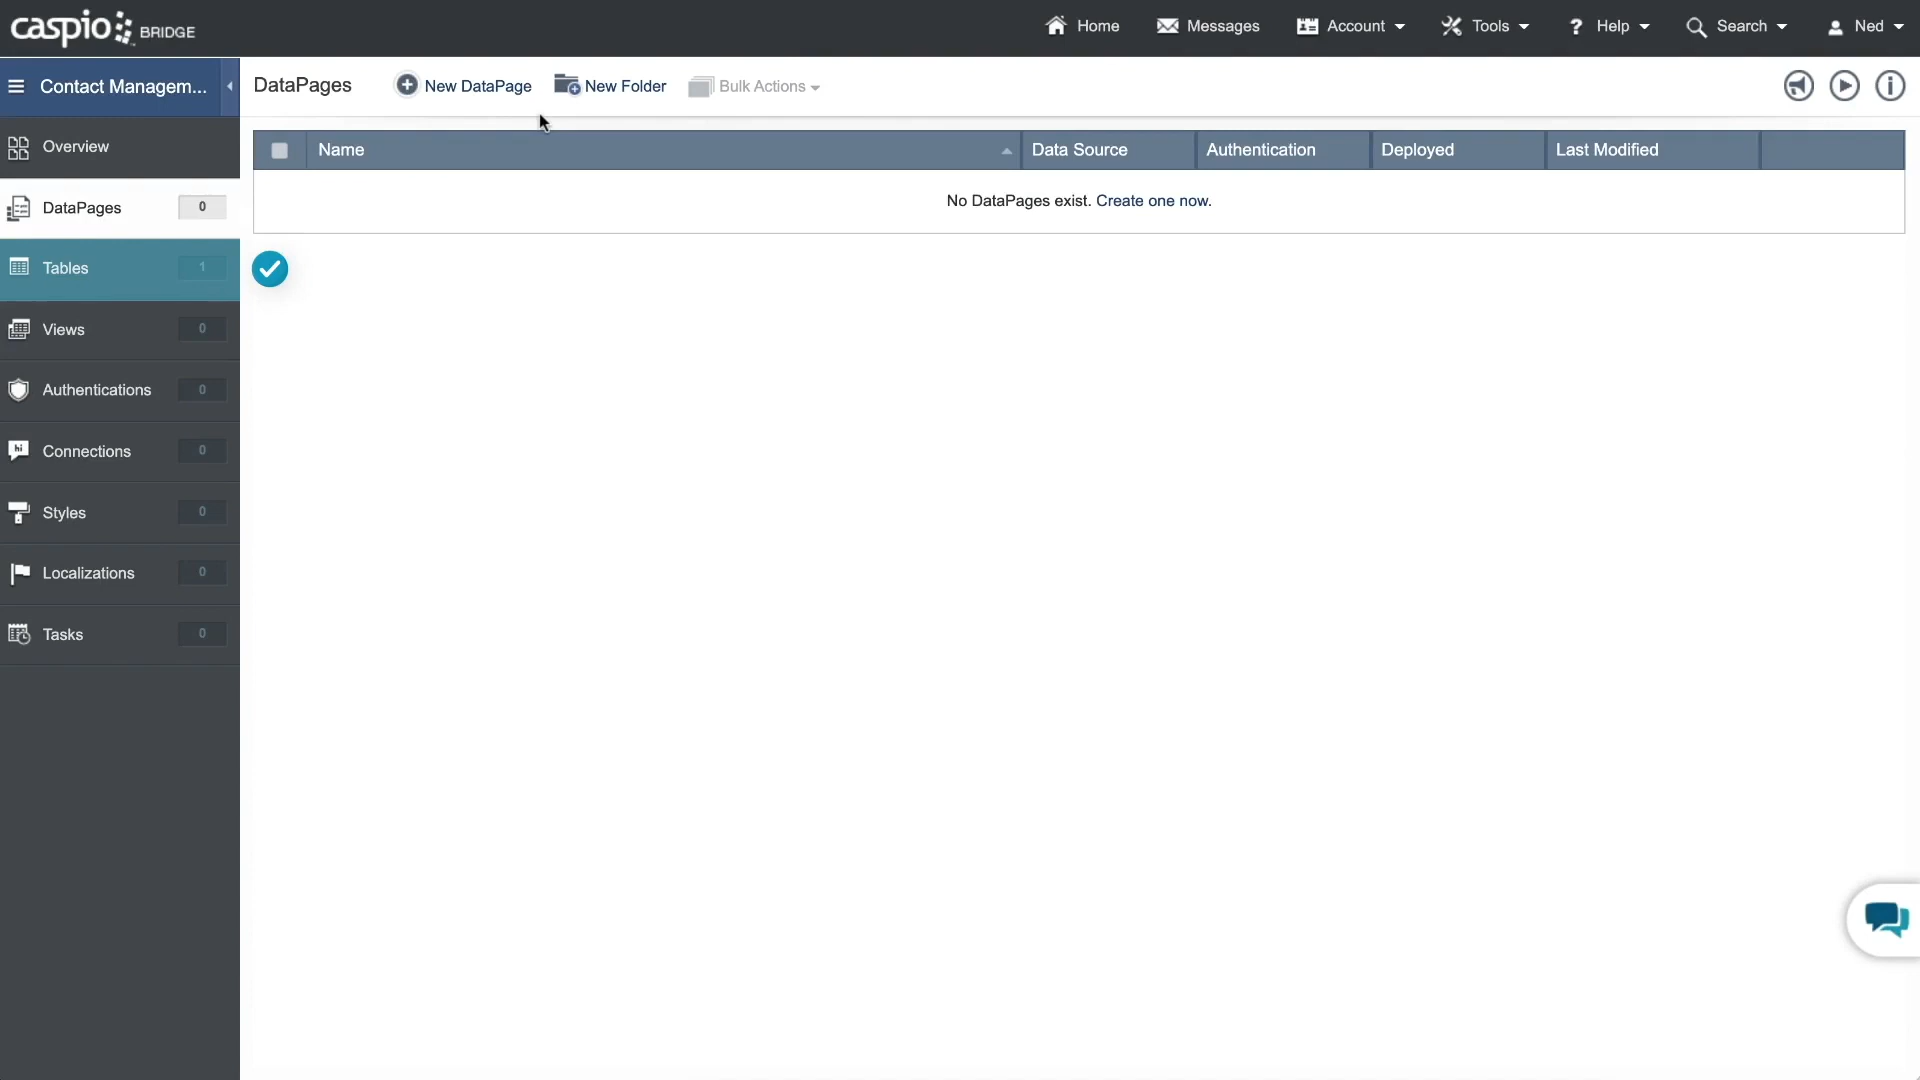 caspio BRIDGE
Home
Messages
Account
Tools
? Help
Search
Ned
Contact Managem...
DataPages
New DataPage
New Folder
Bulk Actions
Overview
DataPages 0
Tables 1
Views 0
Authentications 0
hi Connections 0
Styles 0
Localizations 0
Tasks 0
Name
Data Source
Authentication
Deployed
Last Modified
No DataPages exist. Create one now.